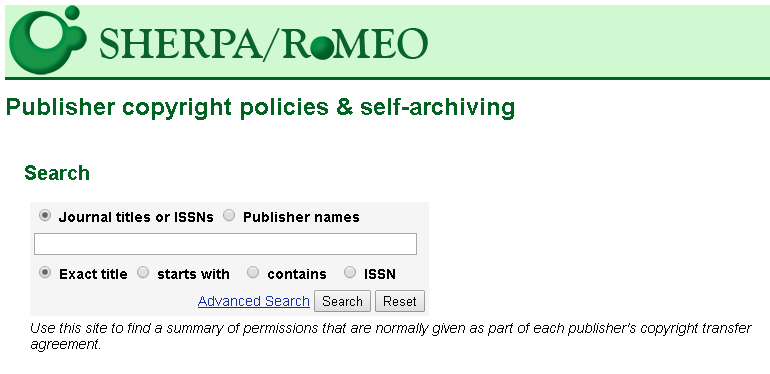 SHERPA/RoMEO
Publisher copyright policies & self-archiving
Search
Journal titles or ISSNs Publisher names
Exact title starts with contains ISSN
Advanced Search Search Reset
Use this site to find a summary of permissions that are normally given as part of each publisher's copyright transfer
agreement.